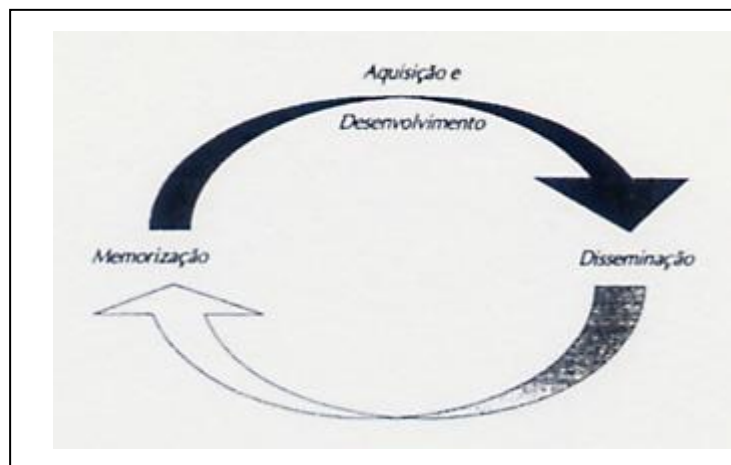 Aquisição e
Desenvolvimento
Memorização
Disseminação